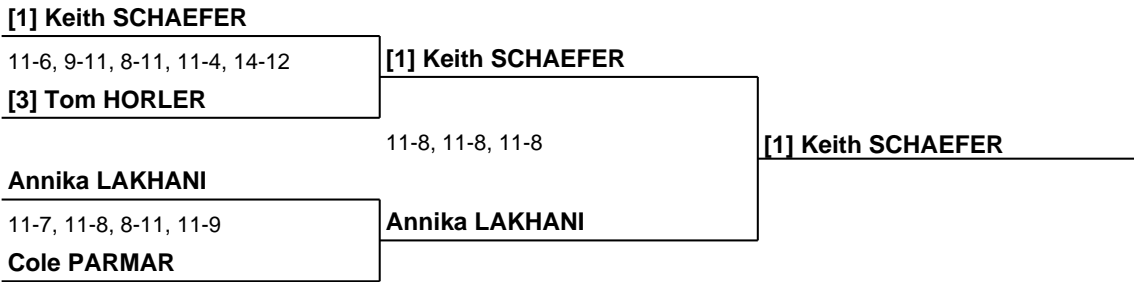 [1] Keith SCHAEFER
11-6, 9-11, 8-11, 11-4, 14-12
[1] Keith SCHAEFER
[3] Tom HORLER
11-8, 11-8, 11-8
[1] Keith SCHAEFER
Annika LAKHANI
11-7, 11-8, 8-11, 11-9
Annika LAKHANI
Cole PARMAR